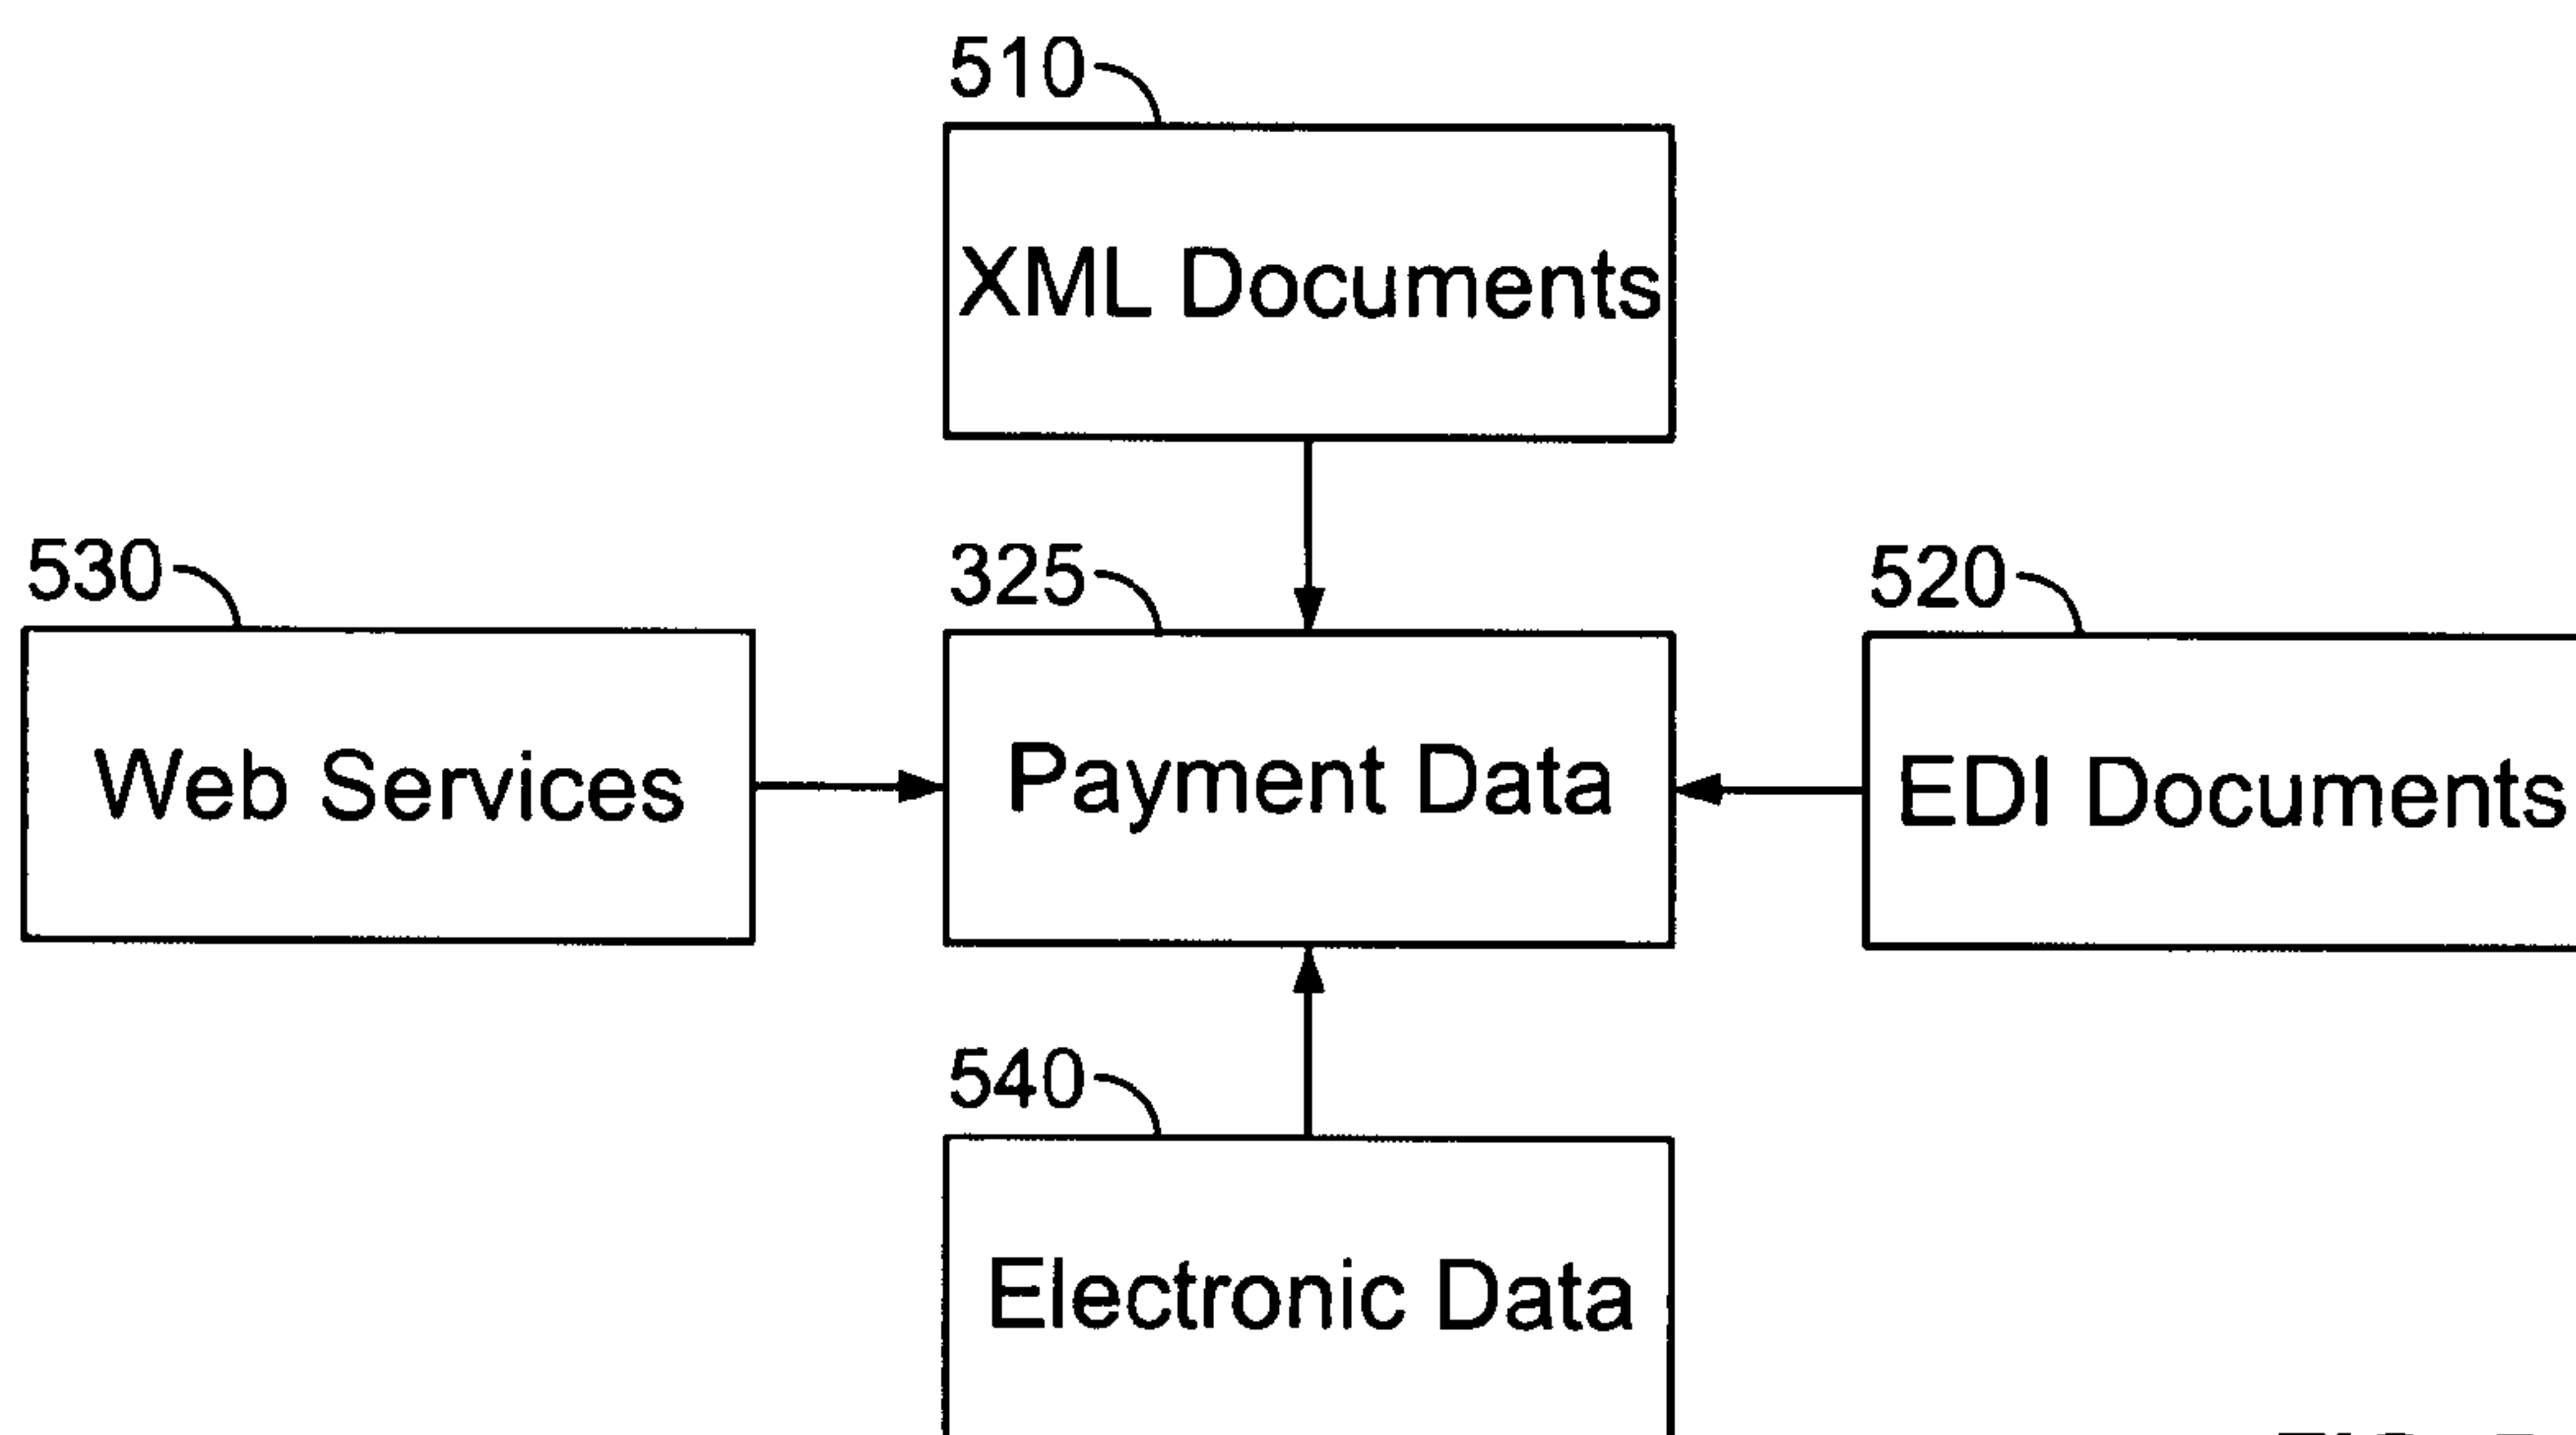 510
XML Documents
530
325
520
Web Services
Payment Data
EDI Documents
540
Electronic Data